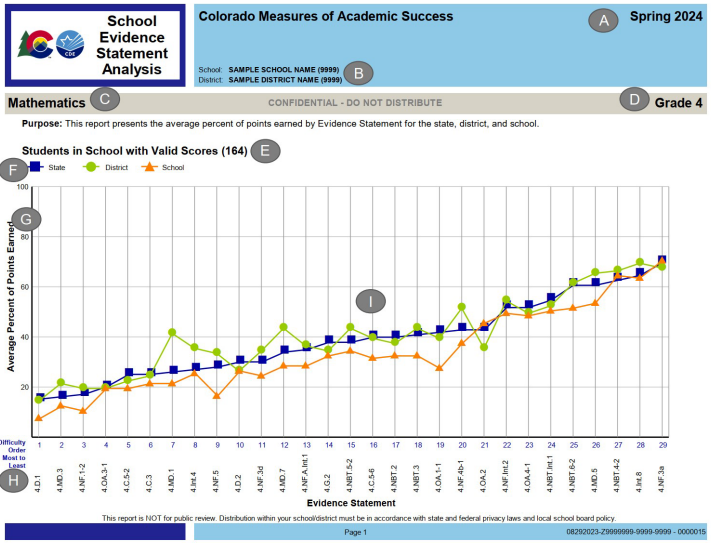 School
Evidence
Statement
Analysis
CDE
Colorado Measures of Academic Success
A
Spring 2024
School: SAMPLE SCHOOL NAME (9999)
District: SAMPLE DISTRICT NAME (9999)
B
Mathematics
C
CONFIDENTIAL - DO NOT DISTRIBUTE
D
Grade 4
Purpose: This report presents the average percent of points earned by Evidence Statement for the state, district, and school.
Students in School with Valid Scores (164)
E
F
State District School
G
Average Percent of Points Earned
100
80
60
40
20
I
Difficulty
Order
Most to
Least
1 2 3 4 5 6 7 8 9 10 11 12 13 14 15 16 17 18 19 20 21 22 23 24 25 26 27 28 29
H
4.D.1 4.MD.3 4.NF.1-2 4.OA.3-1 4.C.5-2 4.C.3 4.MD.1 4.Int.4 4.NF.5 4.D.2 4.NF.3d 4.MD.7 4.NF.A.Int.1 4.G.2 4.NBT.5-2 4.C.5-6 4.NBT.2 4.NBT.3 4.OA.1-1 4.NF.4b-1 4.OA.2 4.NF.Int.2 4.OA.4-1 4.NBT.Int.1 4.NBT.6-2 4.MD.5 4.NBT.4-2 4.Int.8 4.NF.3a
Evidence Statement
This report is NOT for public review. Distribution within your school/district must be in accordance with state and federal privacy laws and local school board policy.
Page 1
08292023-Z9999999-9999-9999 - 0000015